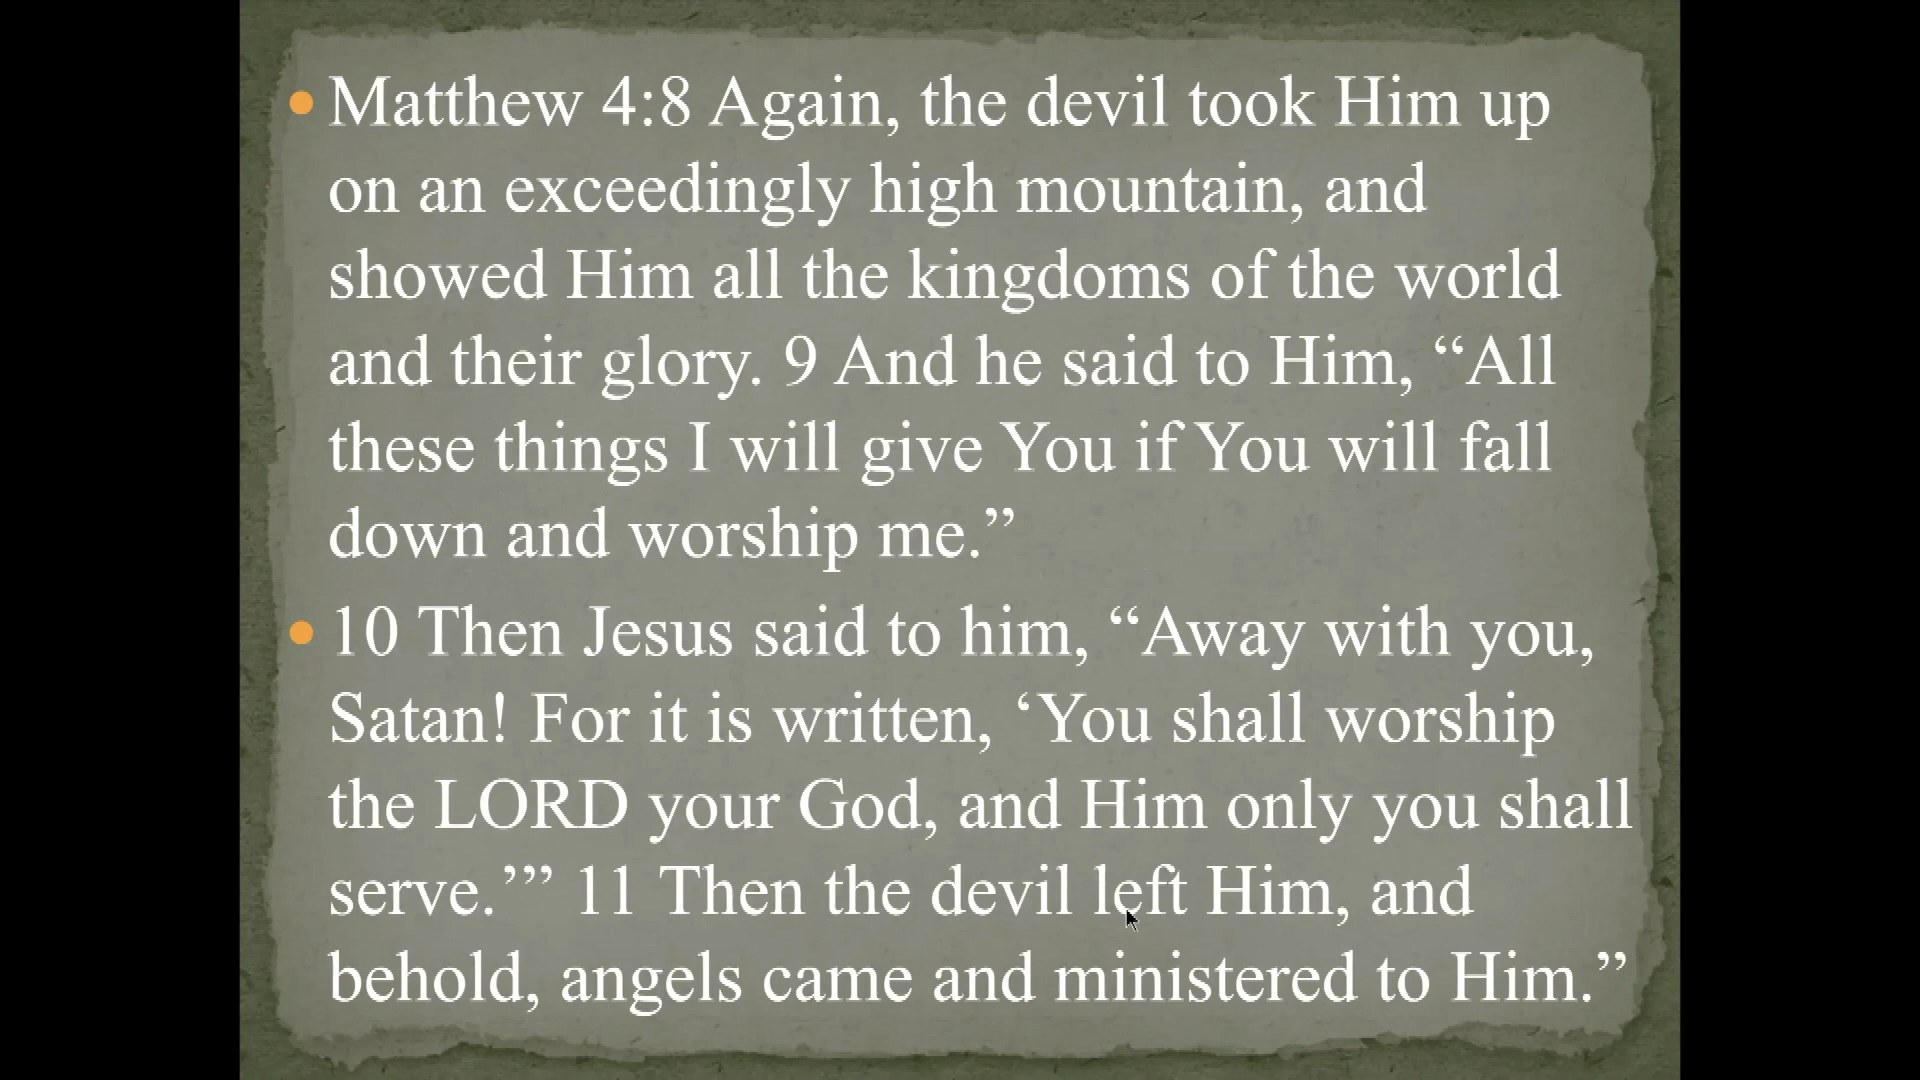 • Matthew 4:8 Again, the devil took Him up
on an exceedingly high mountain, and
showed Him all the kingdoms of the world
and their glory. 9 And he said to Him, “All
these things I will give You if You will fall
down and worship me.”
• 10 Then Jesus said to him, “Away with you,
Satan! For it is written, ‘You shall worship
the LORD your God, and Him only you shall
serve.’” 11 Then the devil left Him, and
behold, angels came and ministered to Him.”